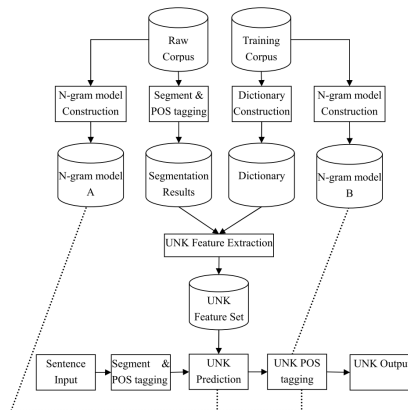 Raw
Corpus
Training
Corpus
N-gram model
Construction
Segment &
POS tagging
Dictionary
Construction
N-gram model
Construction
N-gram model
A
Segmentation
Results
Dictionary
N-gram model
B
UNK Feature Extraction
UNK
Feature Set
Sentence
Input
Segment &
POS tagging
UNK
Prediction
UNK POS
tagging
UNK Output